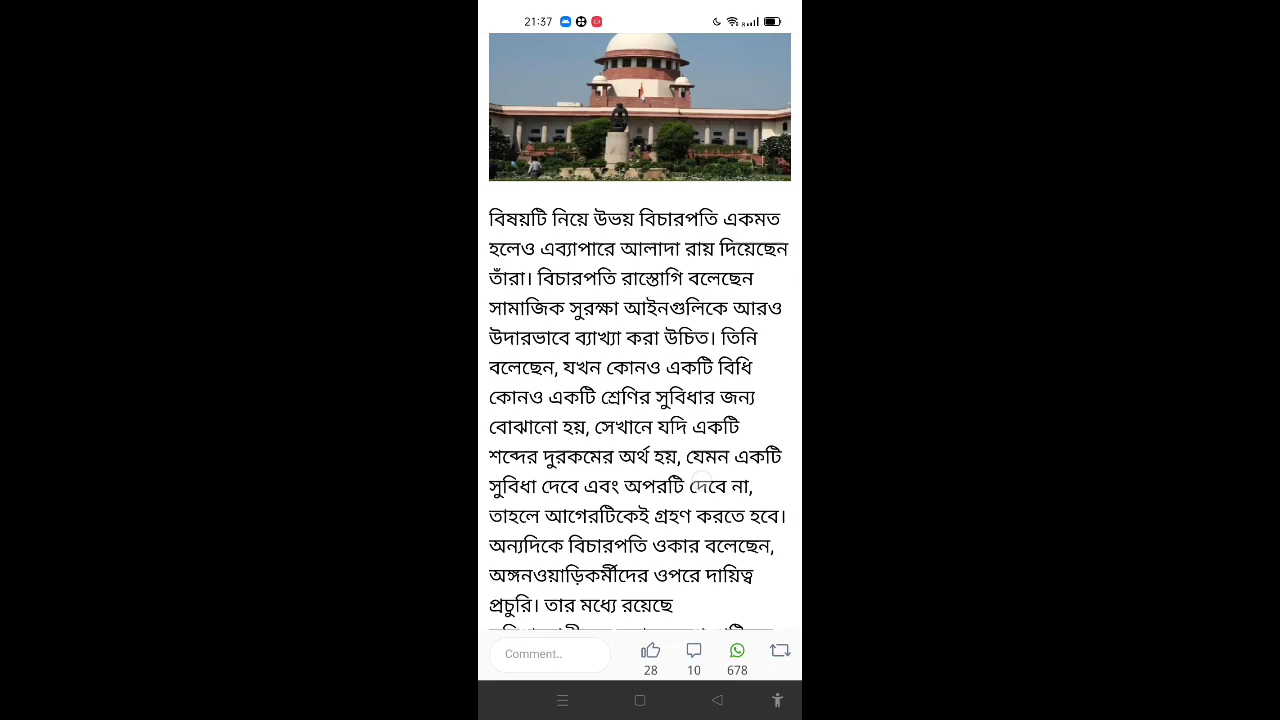 21:37
বিষয়টি নিয়ে উভয় বিচারপতি একমত
হলেও এব্যাপারে আলাদা রায় দিয়েছেন
তাঁরা। বিচারপতি রাস্তোগি বলেছেন
সামাজিক সুরক্ষা আইনগুলিকে আরও
উদারভাবে ব্যাখ্যা করা উচিত। তিনি
বলেছেন, যখন কোনও একটি বিধি
কোনও একটি শ্রেণির সুবিধার জন্য
বোঝানো হয়, সেখানে যদি একটি
শব্দের দুরকমের অর্থ হয়, যেমন একটি
সুবিধা দেবে এবং অপরটি দেবে না,
তাহলে আগেরটিকেই গ্রহণ করতে হবে।
অন্যদিকে বিচারপতি ওকার বলেছেন,
অঙ্গনওয়াড়িকর্মীদের ওপরে দায়িত্ব
প্রচুরি। তার মধ্যে রয়েছে
Comment..
28 10 678